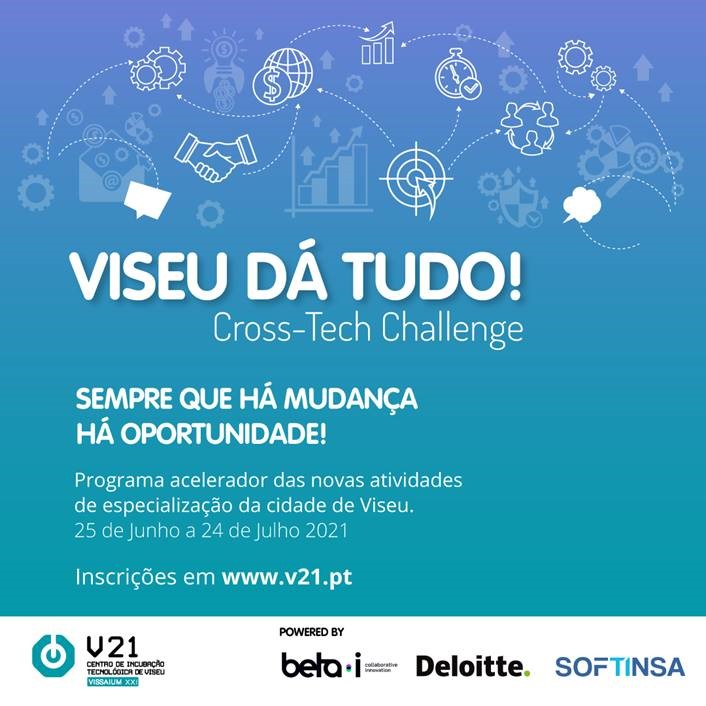 VISEU DÁ TUDO!
Cross-Tech Challenge
SEMPRE QUE HÁ MUDANÇA
HÁ OPORTUNIDADE!
Programa acelerador das novas atividades
de especialização da cidade de Viseu.
25 de Junho a 24 de Julho 2021
Inscrições em www.v21.pt
V21
CENTRO DE INCUBAÇÃO
TECNOLÓGICA DE VISEU
VISSAIUM XXI
POWERED BY
beta-i collaborative
innovation
Deloitte.
SOFTINSA